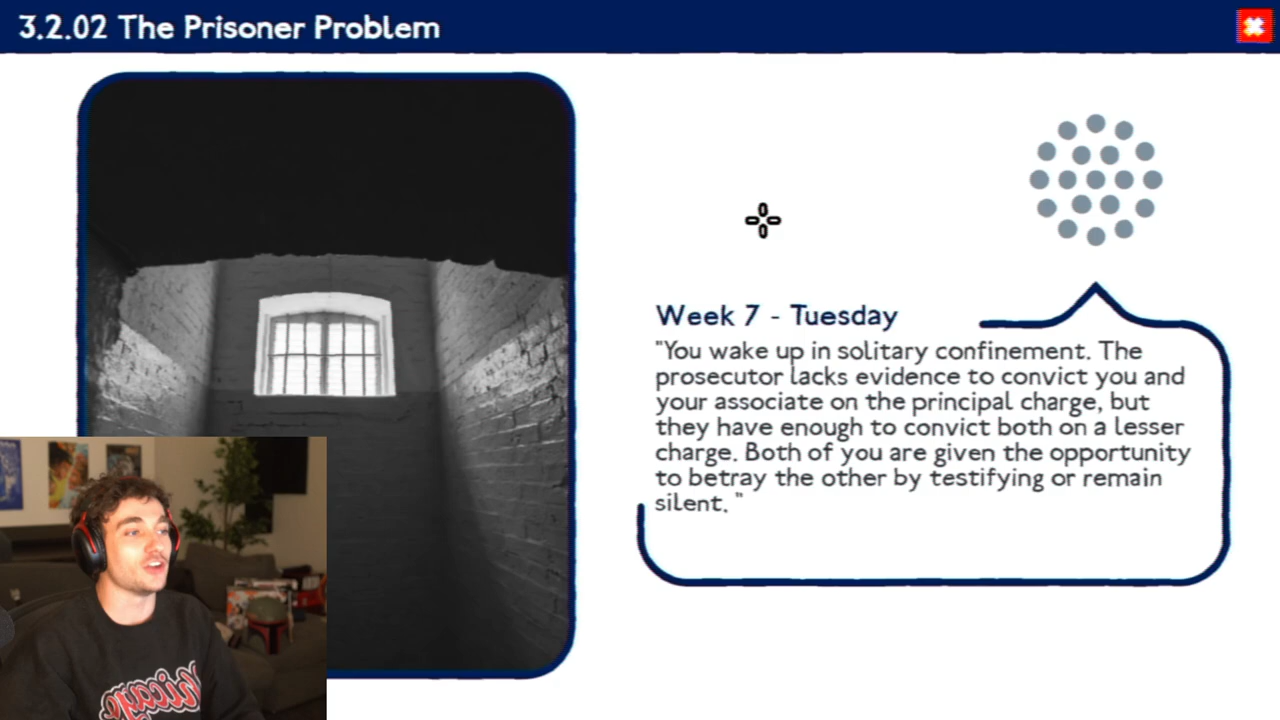 3.2.02 The Prisoner Problem
Week 7 - Tuesday
"You wake up in solitary confinement. The
prosecutor lacks evidence to convict you and
your associate on the principal charge, but
they have enough to convict both on a lesser
charge. Both of you are given the opportunity
to betray the other by testifying or remain
silent. "
Chicago